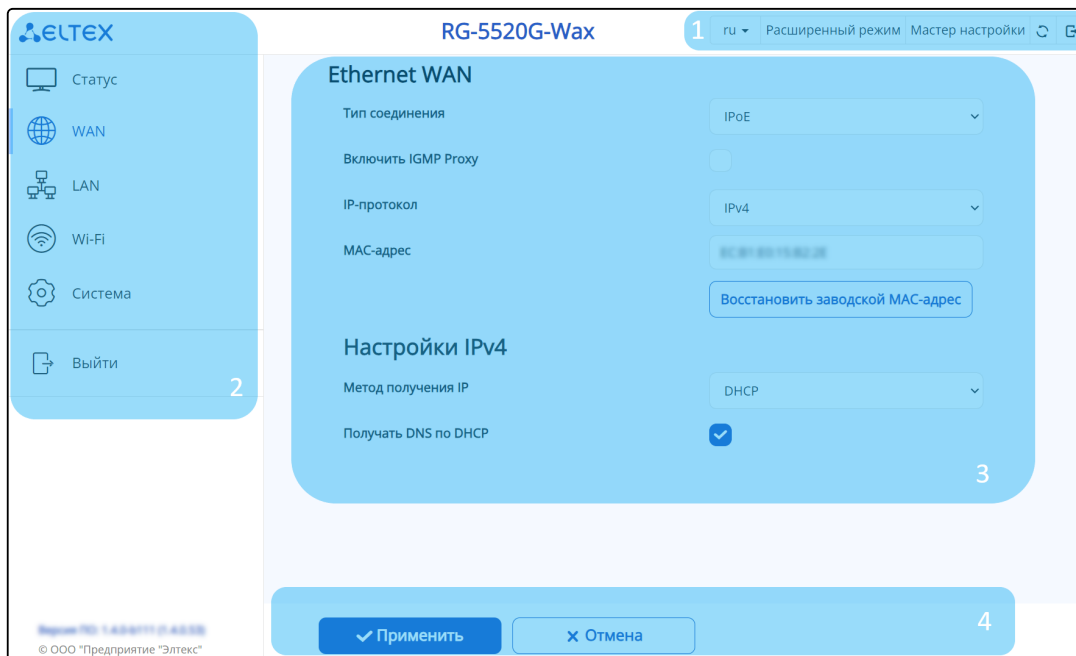 ELTEX
RG-5520G-Wax
1
ru
Расширенный режим
Мастер настройки
Статус
WAN
LAN
Wi-Fi
Система
Выйти
2
Ethernet WAN
Тип соединения
IPoE
Включить IGMP Proxy
IP-протокол
IPv4
MAC-адрес
Восстановить заводской MAC-адрес
Настройки IPv4
Метод получения IP
DHCP
Получать DNS по DHCP
3
4
Применить
Отмена
© ООО "Предприятие "Элтекс"